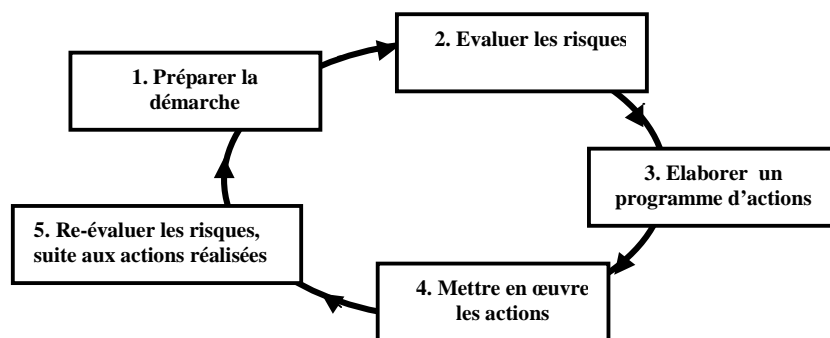 1. Préparer la
démarche
2. Evaluer les risques
3. Elaborer un
programme d’actions
4. Mettre en œuvre
les actions
5. Re-évaluer les risques,
suite aux actions réalisées